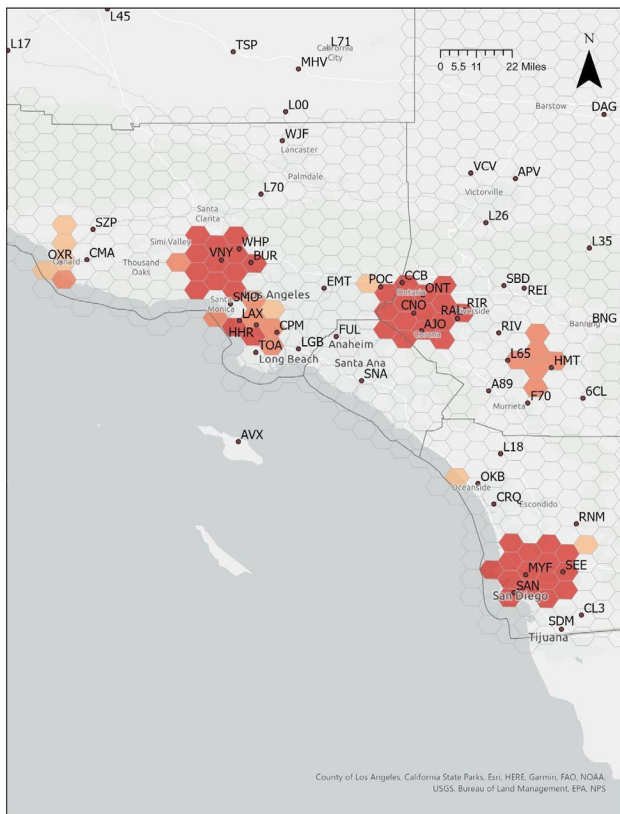 L45
L17
TSP
L71
California
City
MHV
N
0 5.5 11 22 Miles
L00
Barstow
DAG
WJF
Lancaster
VCV
APV
Victorville
Palmdale
L70
Santa
Clarita
L26
SZP
Simi Valley
WHP
L35
OXR
Oxnard
CMA
Thousand
Oaks
VNY
BUR
EMT
POC
CCB
Ontario
ONT
SBD
REI
SMO
Los Angeles
Santa
Monica
LAX
CNO
RAL
RIR
Riverside
BNG
Banning
HHR
CPM
FUL
AJO
Corona
RIV
TOA
LGB
Anaheim
Long Beach
L65
HMT
Santa Ana
SNA
A89
F70
6CL
Murrieta
AVX
L18
OKB
Oceanside
CRQ
Escondido
RNM
MYF
SEE
SAN
San Diego
CL3
SDM
Tijuana
County of Los Angeles, California State Parks, Esri, HERE, Garmin, FAO, NOAA,
USGS, Bureau of Land Management, EPA, NPS